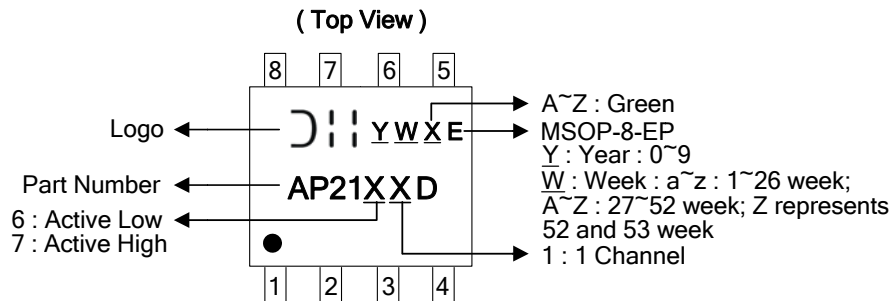 ( Top View )
8 7 6 5
Logo
Y W X E
A~Z : Green
MSOP-8-EP
Y : Year : 0~9
W : Week : a~z : 1~26 week;
A~Z : 27~52 week; Z represents
52 and 53 week
1 : 1 Channel
Part Number
AP21XXD
6 : Active Low
7 : Active High
1 2 3 4